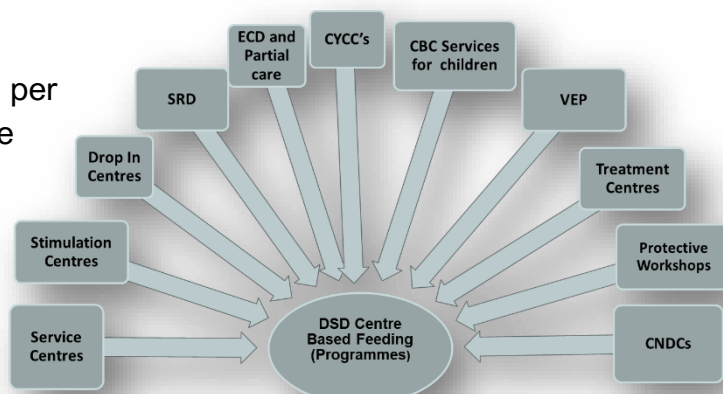 per
e
Service
Centres
Stimulation
Centres
Drop In
Centres
SRD
ECD and
Partial
care
CYCC's
CBC Services
for children
VEP
Treatment
Centres
Protective
Workshops
CNDCs
DSD Centre
Based Feeding
(Programmes)